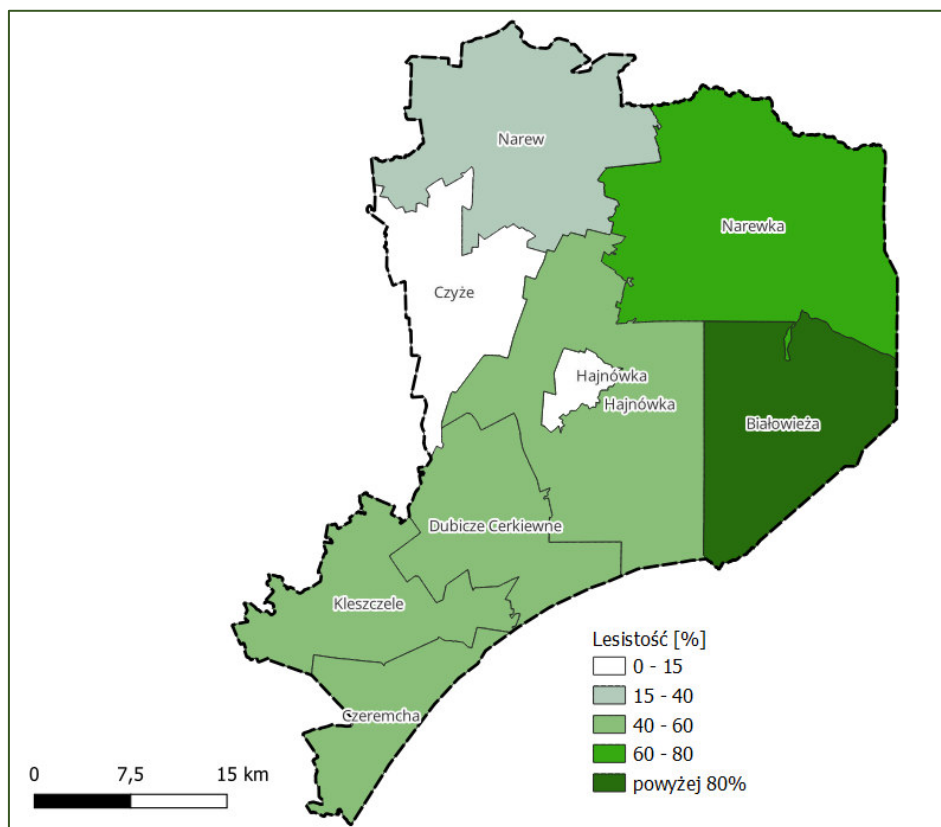 Narew
Narewka
Czyże
Hajnówka
Hajnówka
Białowieża
Dubicze Cerkiewne
Kleszczele
Czeremcha
Lesistość [%]
0 - 15
15 - 40
40 - 60
60 - 80
powyżej 80%
0 7,5 15 km